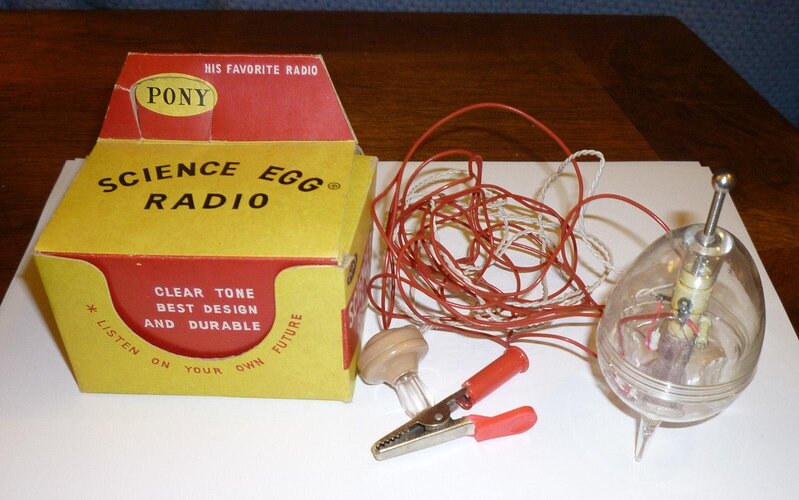 HIS FAVORITE RADIO
PONY
SCIENCE EGG®
RADIO
CLEAR TONE
BEST DESIGN
AND DURABLE
* LISTEN ON YOUR OWN FUTURE